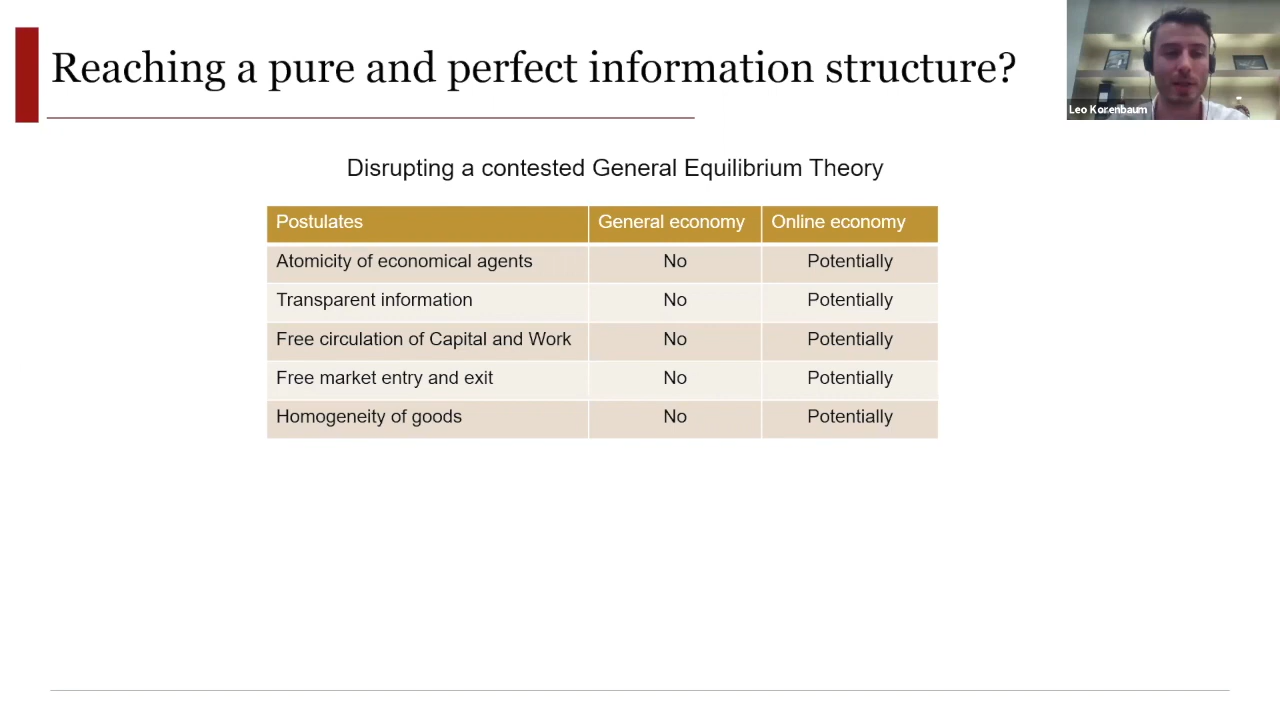 Reaching a pure and perfect information structure?
Leo Korenbaum
Disrupting a contested General Equilibrium Theory
Postulates General economy Online economy
Atomicity of economical agents No Potentially
Transparent information No Potentially
Free circulation of Capital and Work No Potentially
Free market entry and exit No Potentially
Homogeneity of goods No Potentially